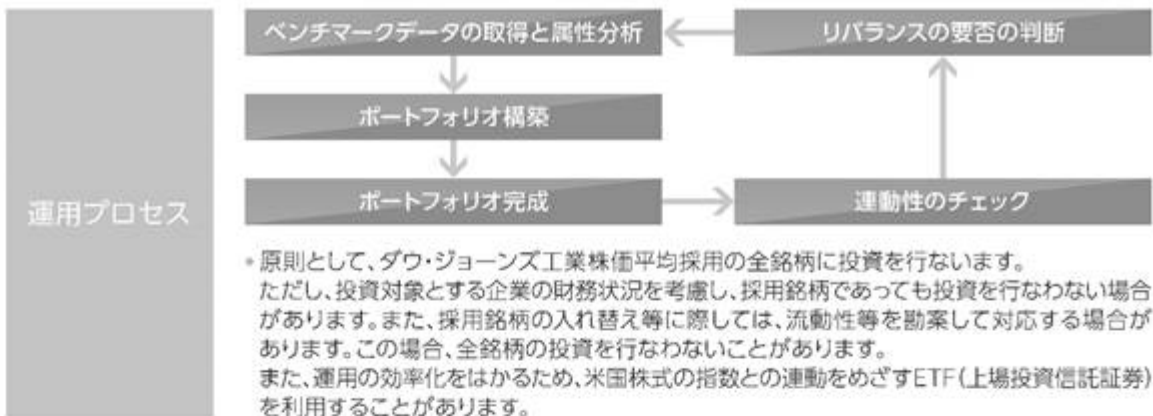 運用プロセス
ベンチマークデータの取得と属性分析
リバランスの要否の判断
ポートフォリオ構築
ポートフォリオ完成
連動性のチェック
*原則として、ダウ・ジョーンズ工業株価平均採用の全銘柄に投資を行ないます。
ただし、投資対象とする企業の財務状況を考慮し、採用銘柄であっても投資を行なわない場合
があります。また、採用銘柄の入れ替え等に際しては、流動性等を勘案して対応する場合が
あります。この場合、全銘柄の投資を行なわないことがあります。
また、運用の効率化をはかるため、米国株式の指数との連動をめざすETF(上場投資信託証券)
を利用することがあります。